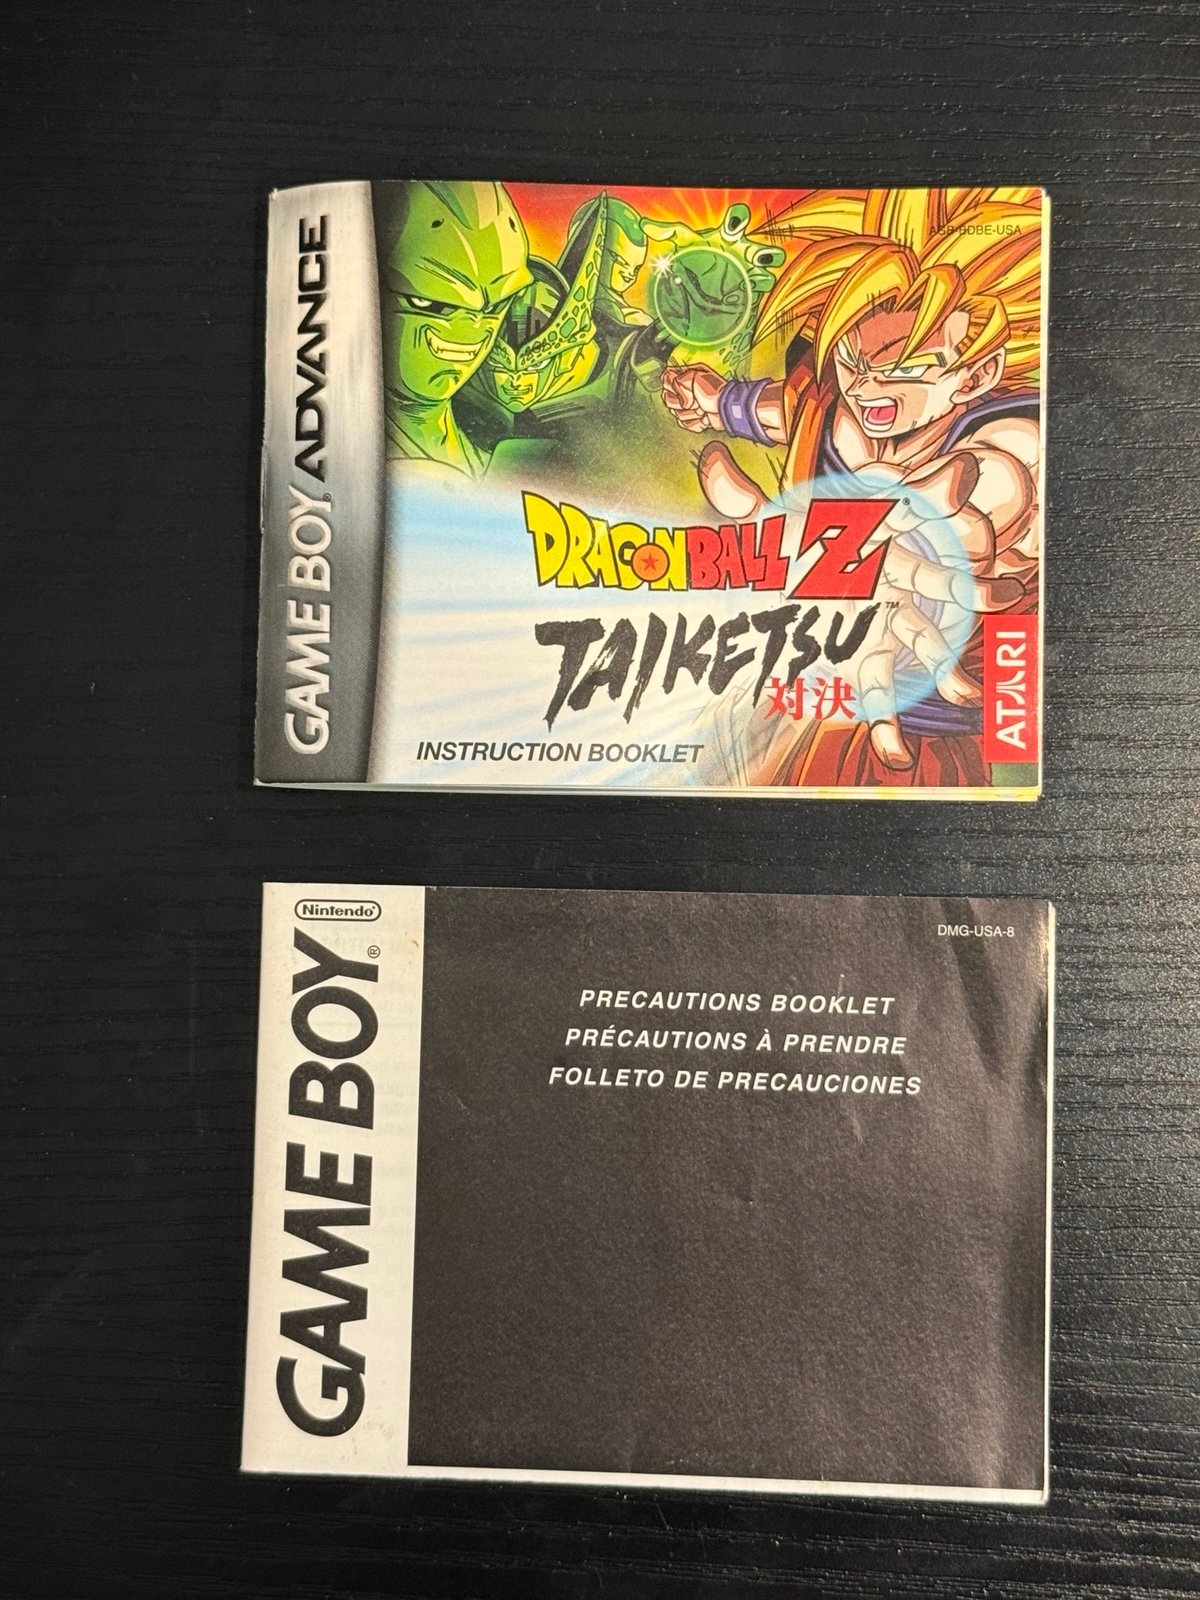 GAME BOY® ADVANCE
AGB-BDBE-USA
DRAGON BALL Z®
TAIKETSU™
対決
ATARI
INSTRUCTION BOOKLET
Nintendo®
GAME BOY®
DMG-USA-8
PRECAUTIONS BOOKLET
PRÉCAUTIONS À PRENDRE
FOLLETO DE PRECAUCIONES